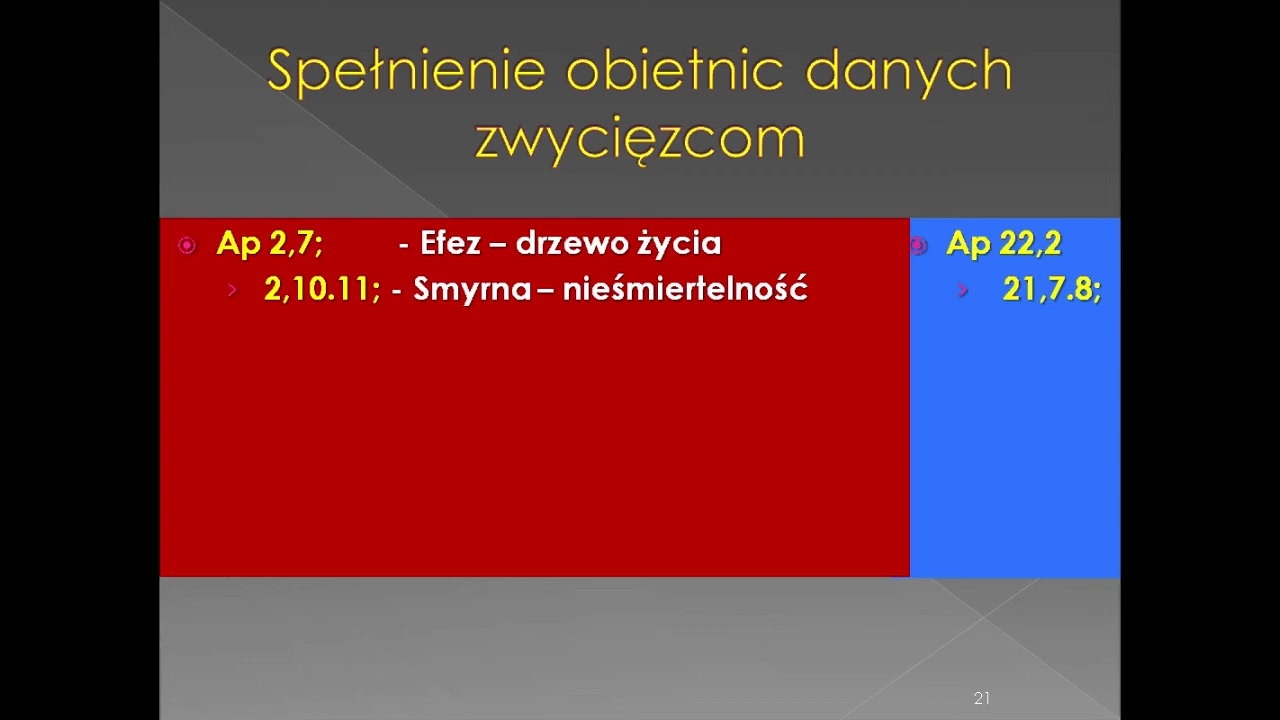 Spełnienie obietnic danych
zwycięzcom
Ap 2,7; - Efez – drzewo życia
2,10.11; - Smyrna – nieśmiertelność
Ap 22,2
21,7.8;
21